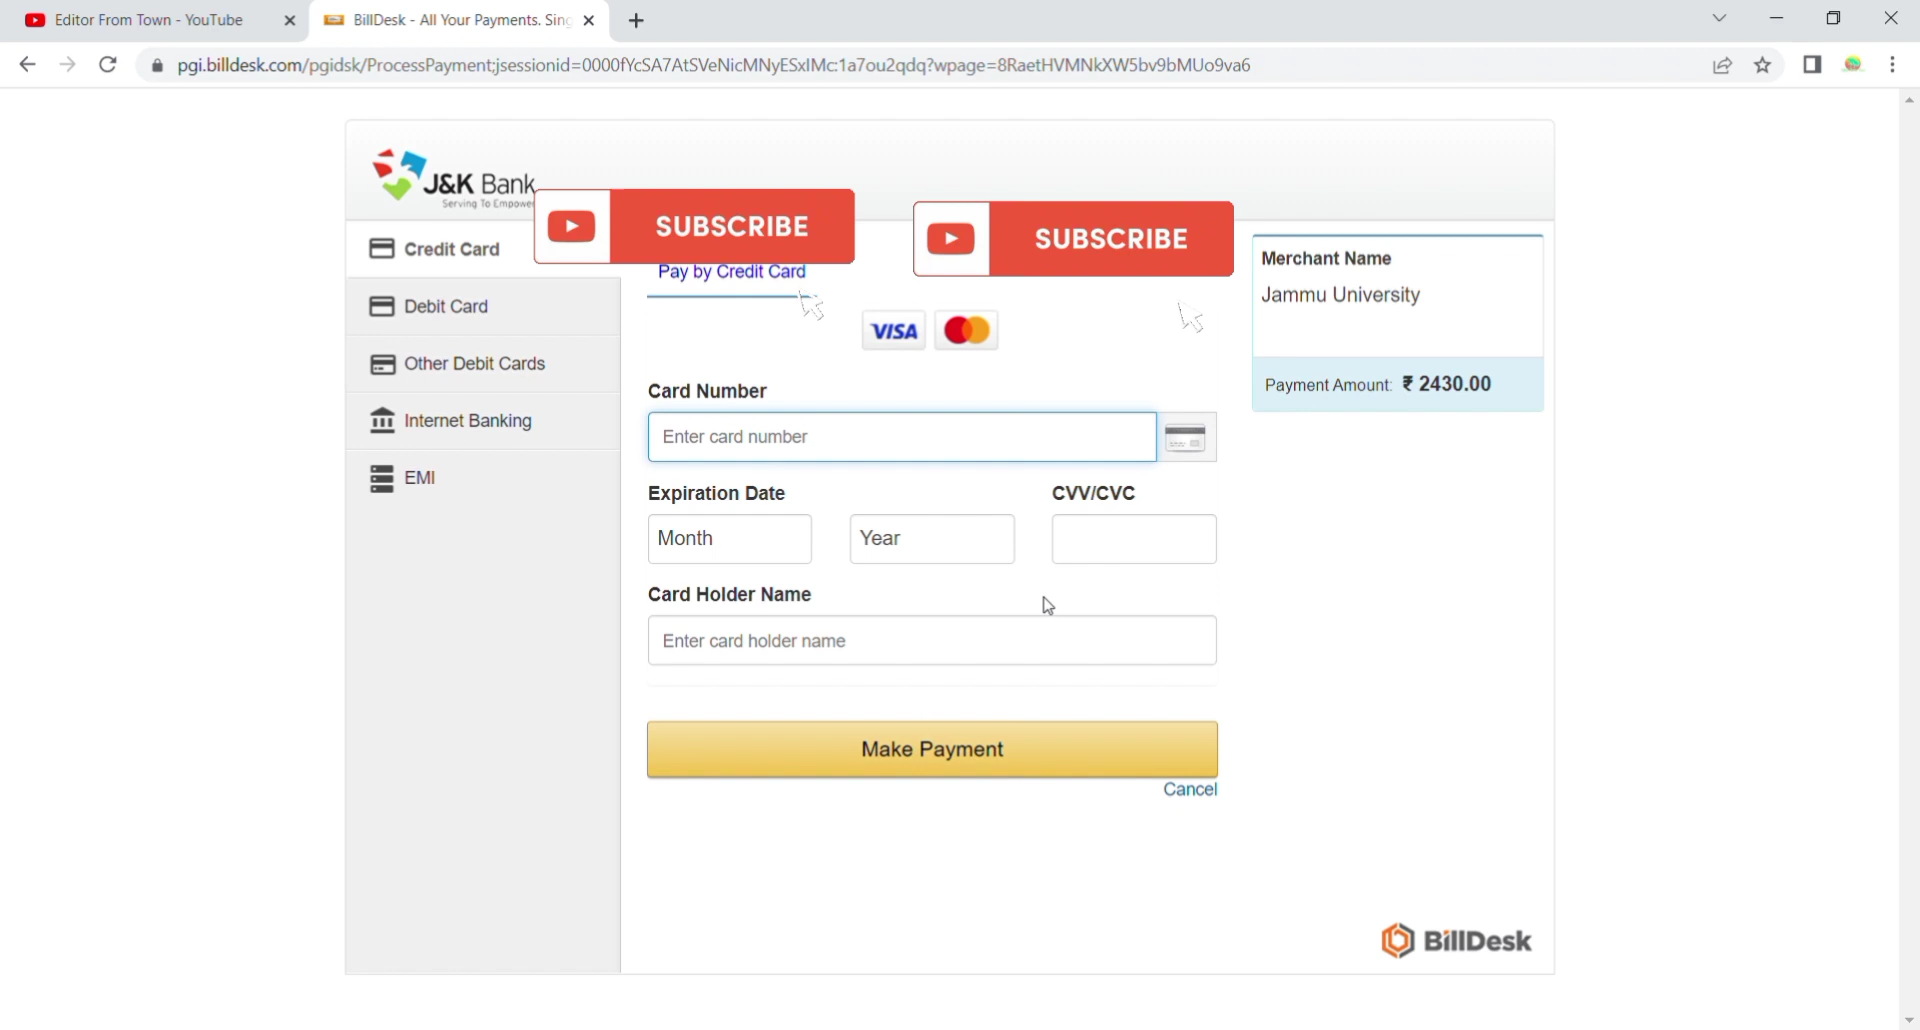 Editor From Town - YouTube
BillDesk - All Your Payments. Sing
pgi.billdesk.com/pgidsk/ProcessPayment;jsessionid=0000fYcSA7AtSVeNicMNyESxIMc:1a7ou2qdq?wpage=8RaetHVMNkXW5bv9bMUo9va6
J&K Bank
Serving To Empower
SUBSCRIBE
SUBSCRIBE
Credit Card
Debit Card
Other Debit Cards
Internet Banking
EMI
Pay by Credit Card
VISA
Card Number
Enter card number
Expiration Date
CVV/CVC
Month
Year
Card Holder Name
Enter card holder name
Make Payment
Cancel
Merchant Name
Jammu University
Payment Amount: ₹ 2430.00
BillDesk